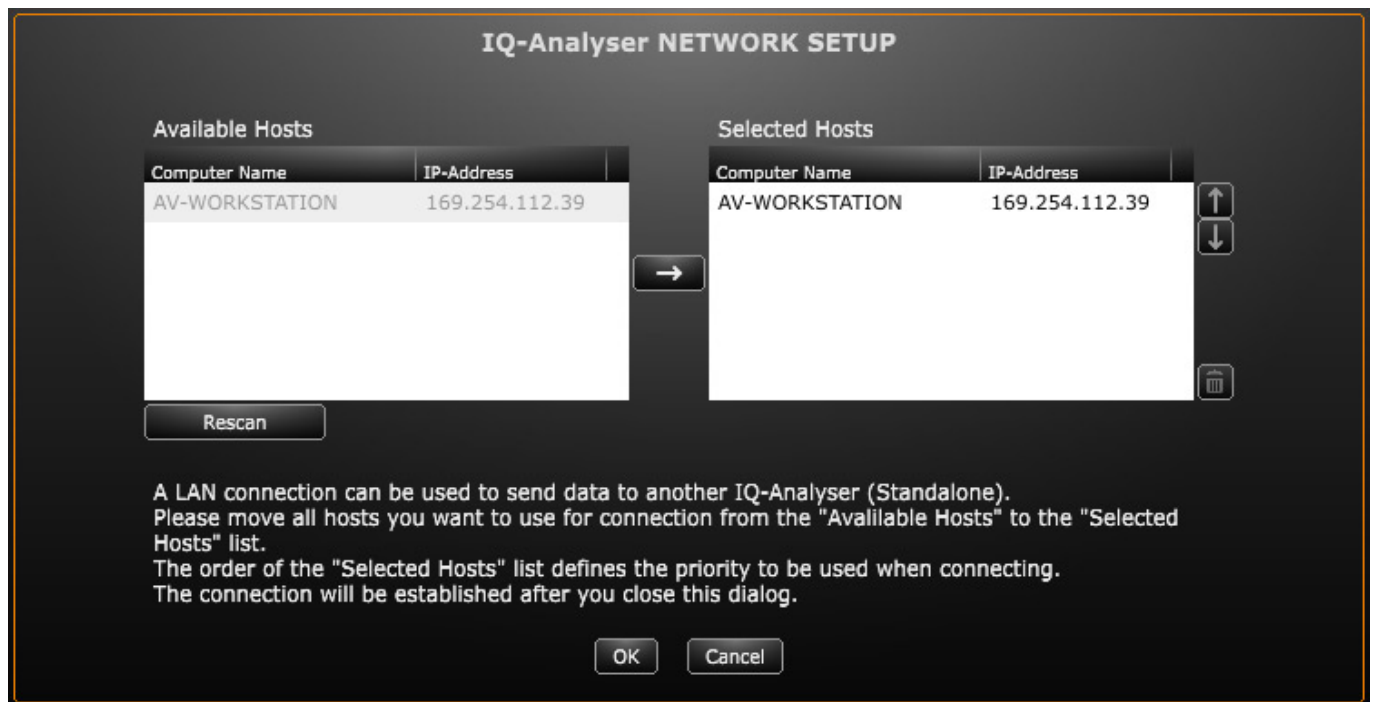 IQ-Analyser NETWORK SETUP
Available Hosts
Computer Name IP-Address
AV-WORKSTATION 169.254.112.39
Rescan
Selected Hosts
Computer Name IP-Address
AV-WORKSTATION 169.254.112.39
A LAN connection can be used to send data to another IQ-Analyser (Standalone).
Please move all hosts you want to use for connection from the "Avalilable Hosts" to the "Selected
Hosts" list.
The order of the "Selected Hosts" list defines the priority to be used when connecting.
The connection will be established after you close this dialog.
OK Cancel